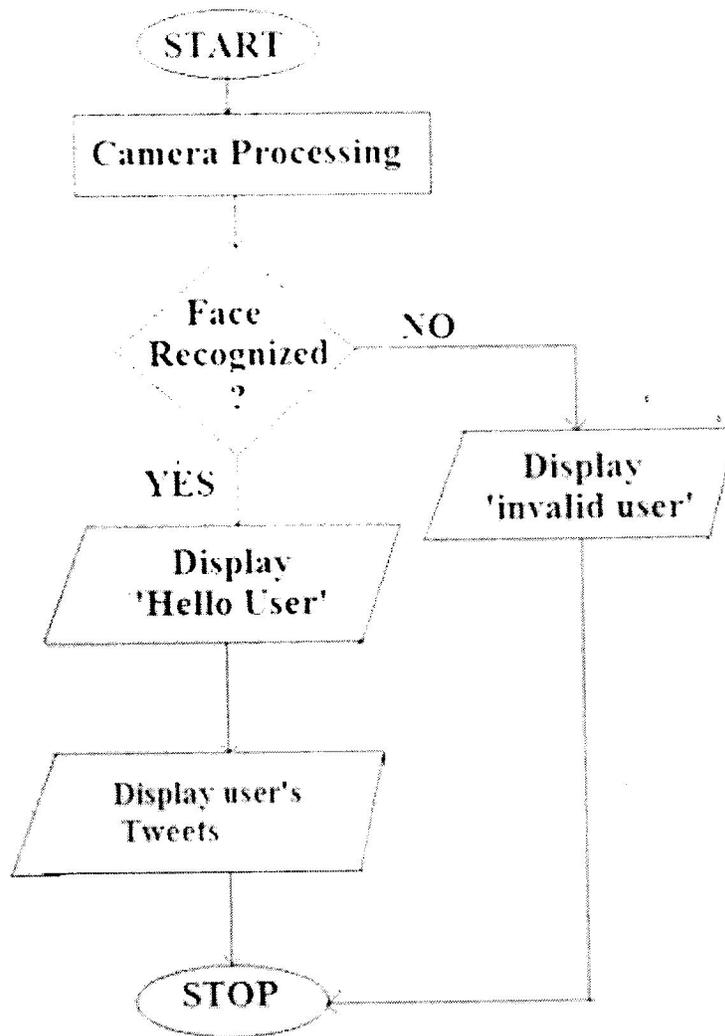 START
Camera Processing
Face
Recognized
?
NO
YES
Display
'invalid user'
Display
'Hello User'
Display user's
Tweets
STOP